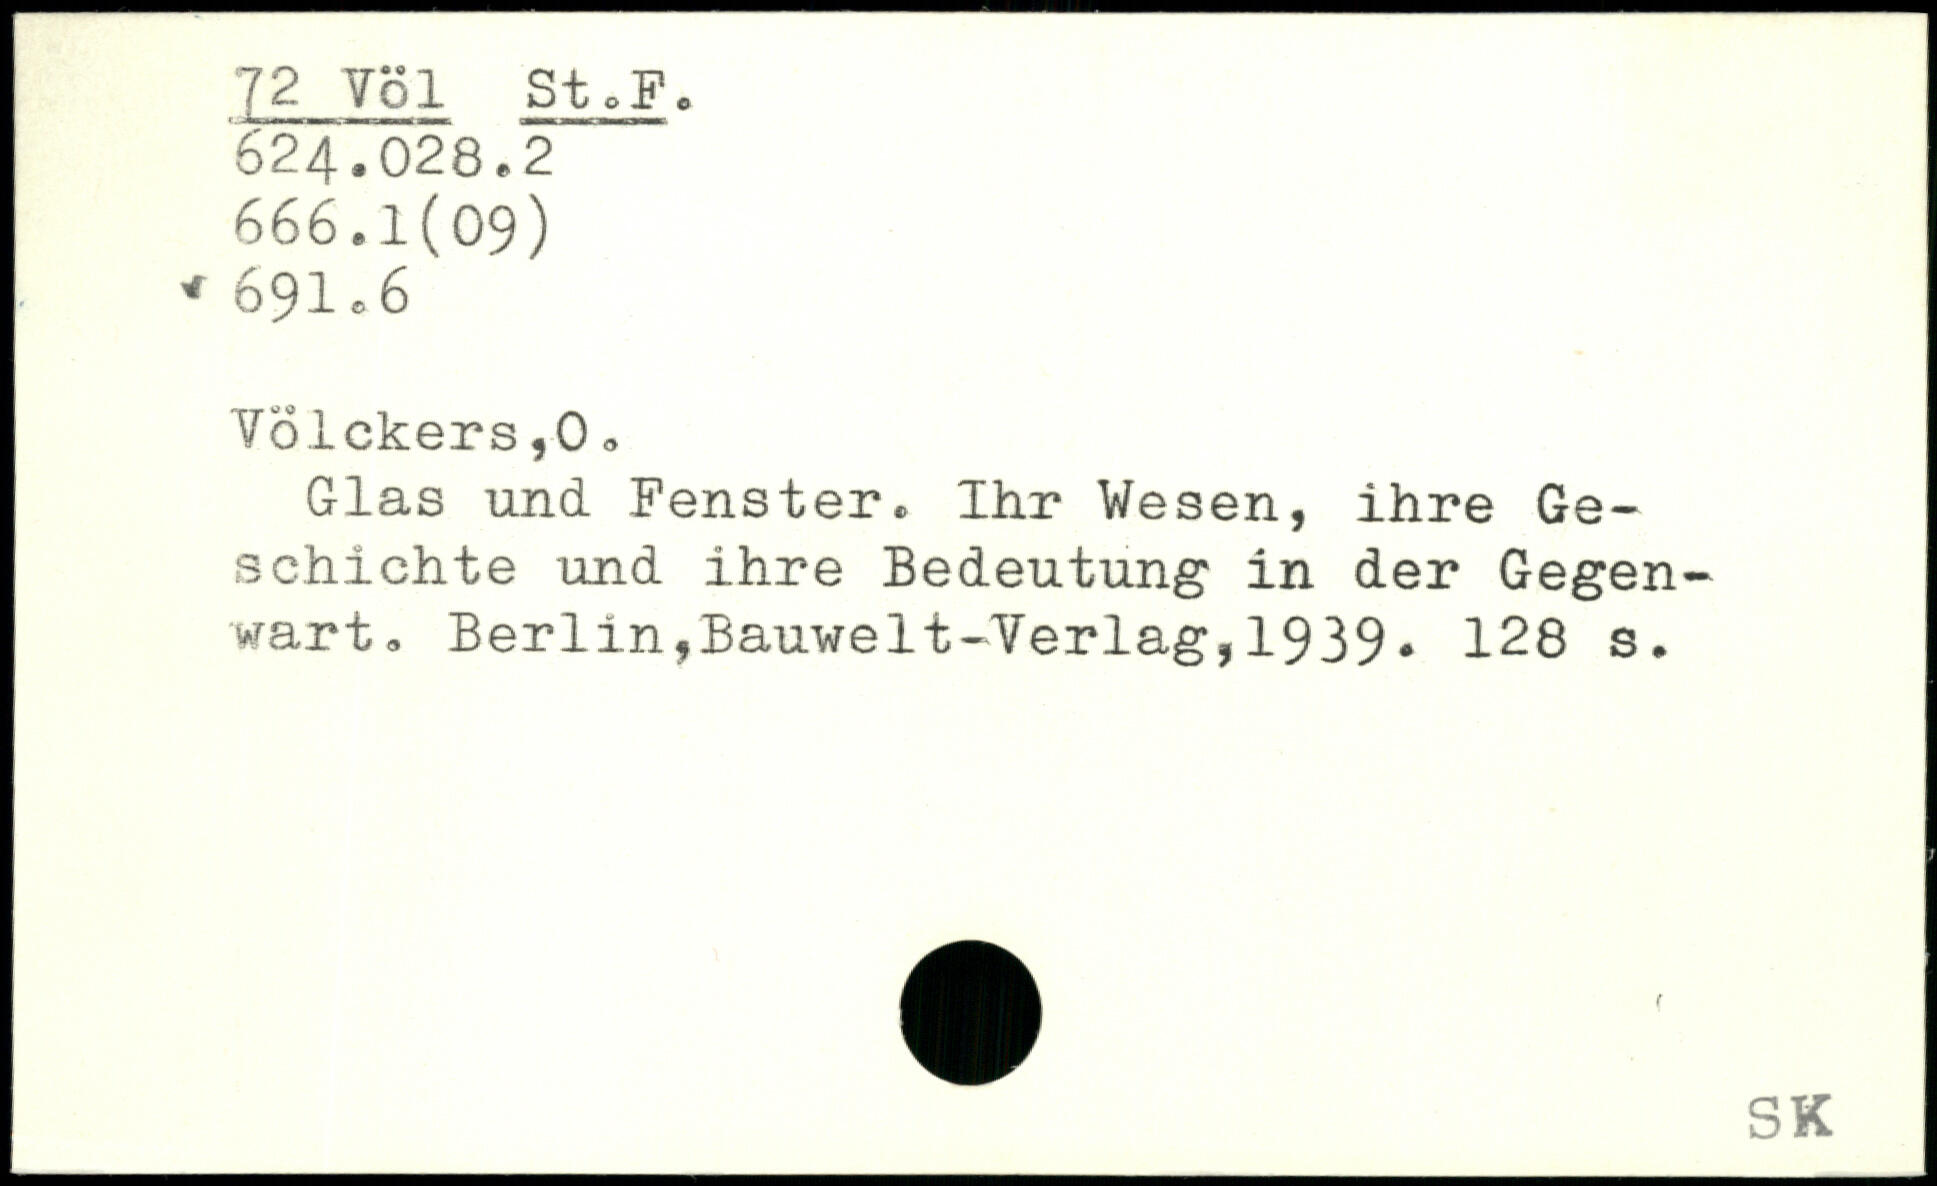 72 Völ St.F.
624.028.2
666.1(09)
691.6
Völckers,O.
Glas und Fenster. Ihr Wesen, ihre Ge-
schichte und ihre Bedeutung in der Gegen-
wart. Berlin,Bauwelt-Verlag,1939. 128 s.
SK